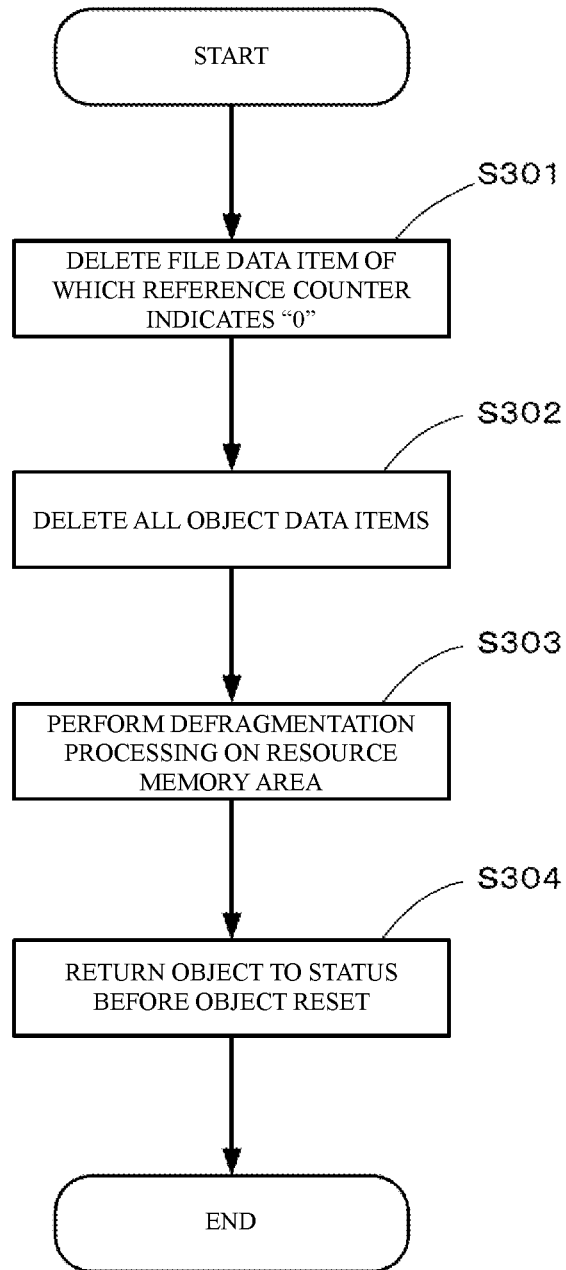 START
S301
DELETE FILE DATA ITEM OF
WHICH REFERENCE COUNTER
INDICATES “0”
S302
DELETE ALL OBJECT DATA ITEMS
S303
PERFORM DEFRAGMENTATION
PROCESSING ON RESOURCE
MEMORY AREA
S304
RETURN OBJECT TO STATUS
BEFORE OBJECT RESET
END